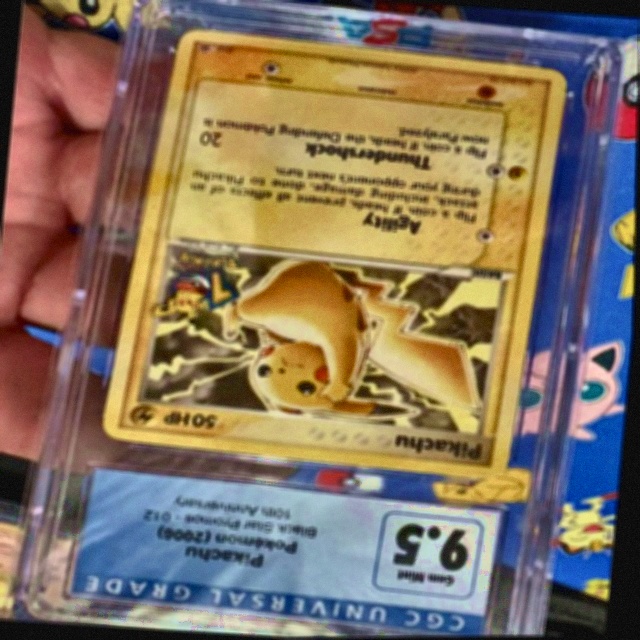 CGC UNIVERSAL GRADE
Pikachu
Pokémon (2006)
Black Star Promos - 012
10th Anniversary
Gem Mint
9.5
Pikachu
50 HP
Agility
Flip a coin. If heads, prevent all effects of an
attack, including damage, done to Pikachu
during your opponent's next turn.
Thundershock
20
Flip a coin. If heads, the Defending Pokémon is
now Paralyzed.